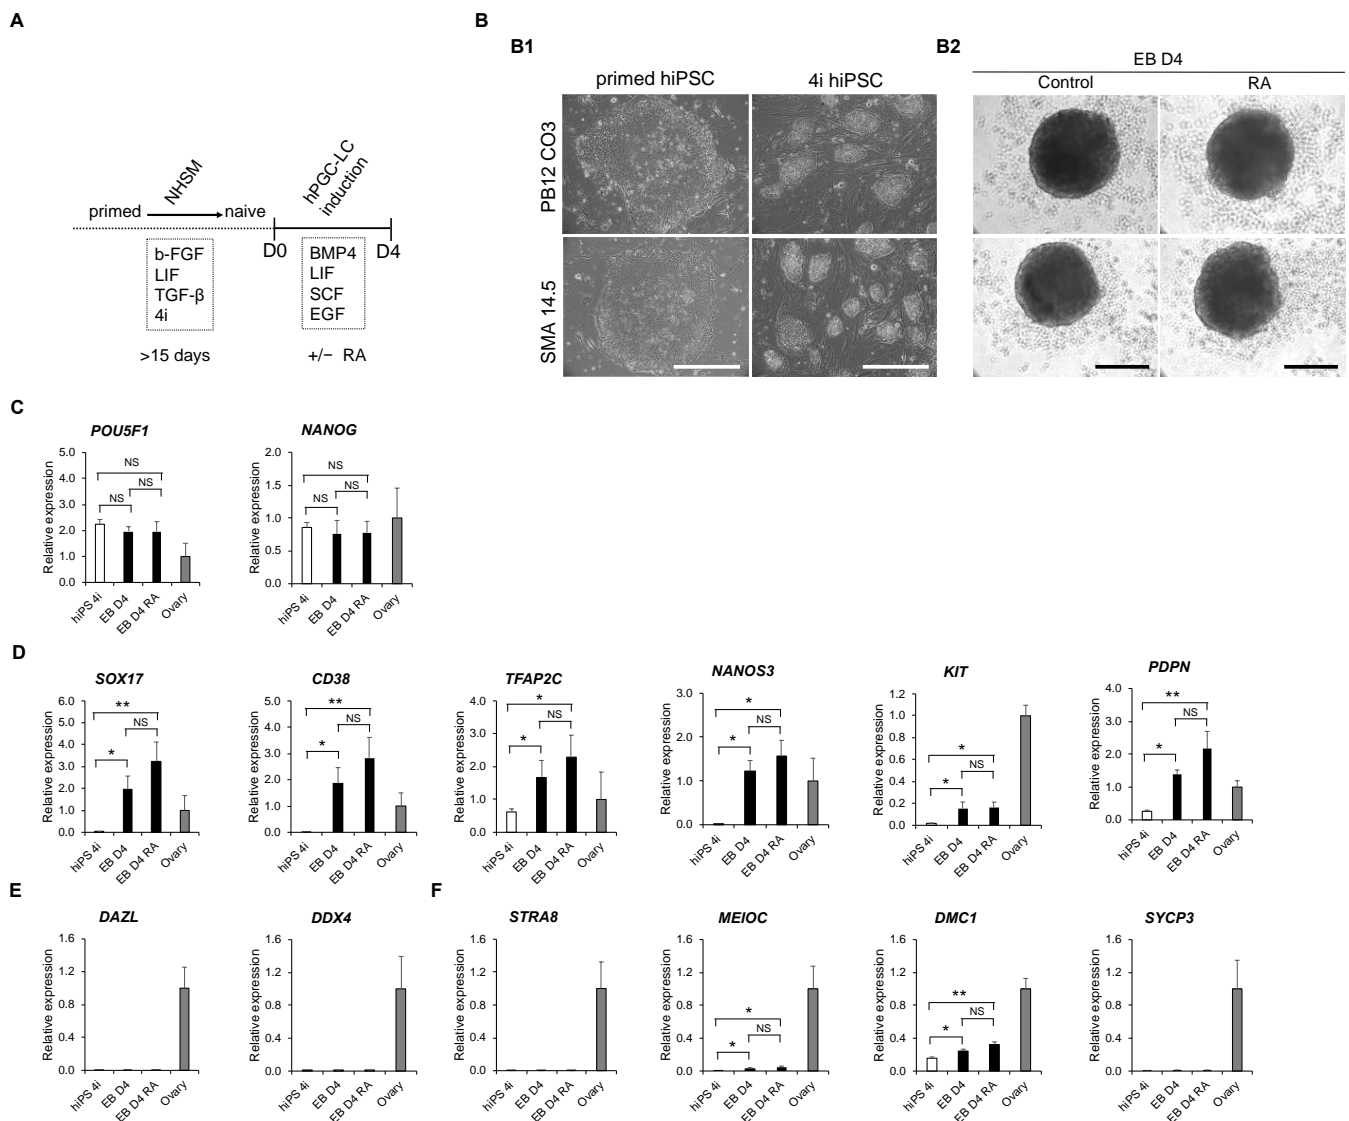 A
B
B1
B2
primed hiPSC
4i hiPSC
EB D4
Control
RA
PB12 CO3
SMA 14.5
NHSM
hPGC-LC
induction
primed
naive
D0
D4
b-FGF
LIF
TGF-β
4i
BMP4
LIF
SCF
EGF
>15 days
+/− RA
C
POU5F1
Relative expression
5.0
4.0
3.0
2.0
1.0
0.0
NS
NS
NS
hiPS 4i
EB D4
EB D4 RA
Ovary
NANOG
Relative expression
2.0
1.5
1.0
0.5
0.0
NS
NS
NS
hiPS 4i
EB D4
EB D4 RA
Ovary
D
SOX17
Relative expression
6.0
5.0
4.0
3.0
2.0
1.0
0.0
**
NS
*
hiPS 4i
EB D4
EB D4 RA
Ovary
CD38
Relative expression
5.0
4.0
3.0
2.0
1.0
0.0
**
NS
*
hiPS 4i
EB D4
EB D4 RA
Ovary
TFAP2C
Relative expression
4.0
3.0
2.0
1.0
0.0
*
NS
*
hiPS 4i
EB D4
EB D4 RA
Ovary
NANOS3
Relative expression
3.0
2.0
1.0
0.0
*
NS
*
hiPS 4i
EB D4
EB D4 RA
Ovary
KIT
Relative expression
1.2
1.0
0.8
0.6
0.4
0.2
0.0
*
NS
*
hiPS 4i
EB D4
EB D4 RA
Ovary
PDPN
Relative expression
4.0
3.0
2.0
1.0
0.0
**
NS
*
hiPS 4i
EB D4
EB D4 RA
Ovary
E
DAZL
Relative expression
1.6
1.2
0.8
0.4
0.0
hiPS 4i
EB D4
EB D4 RA
Ovary
DDX4
Relative expression
1.6
1.2
0.8
0.4
0.0
hiPS 4i
EB D4
EB D4 RA
Ovary
F
STRA8
Relative expression
1.6
1.2
0.8
0.4
0.0
hiPS 4i
EB D4
EB D4 RA
Ovary
MEIOC
Relative expression
1.6
1.2
0.8
0.4
0.0
*
NS
*
hiPS 4i
EB D4
EB D4 RA
Ovary
DMC1
Relative expression
1.6
1.2
0.8
0.4
0.0
**
NS
*
hiPS 4i
EB D4
EB D4 RA
Ovary
SYCP3
Relative expression
1.6
1.2
0.8
0.4
0.0
hiPS 4i
EB D4
EB D4 RA
Ovary